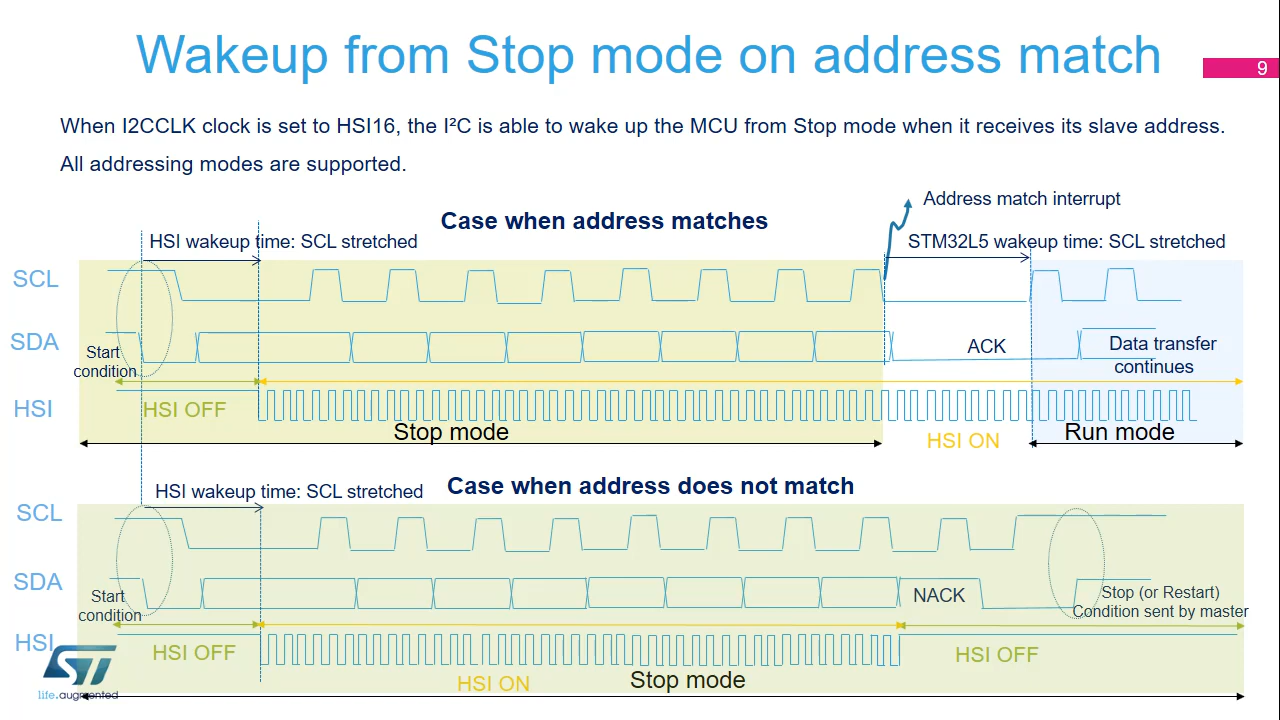 Wakeup from Stop mode on address match
9
When I2CCLK clock is set to HSI16, the I²C is able to wake up the MCU from Stop mode when it receives its slave address.
All addressing modes are supported.
Address match interrupt
Case when address matches
HSI wakeup time: SCL stretched
STM32L5 wakeup time: SCL stretched
SCL
SDA
Start
condition
ACK
Data transfer
continues
HSI
HSI OFF
Stop mode
HSI ON
Run mode
Case when address does not match
HSI wakeup time: SCL stretched
SCL
SDA
Start
condition
NACK
Stop (or Restart)
Condition sent by master
HSI
HSI OFF
HSI ON
Stop mode
HSI OFF
ST
life.augmented